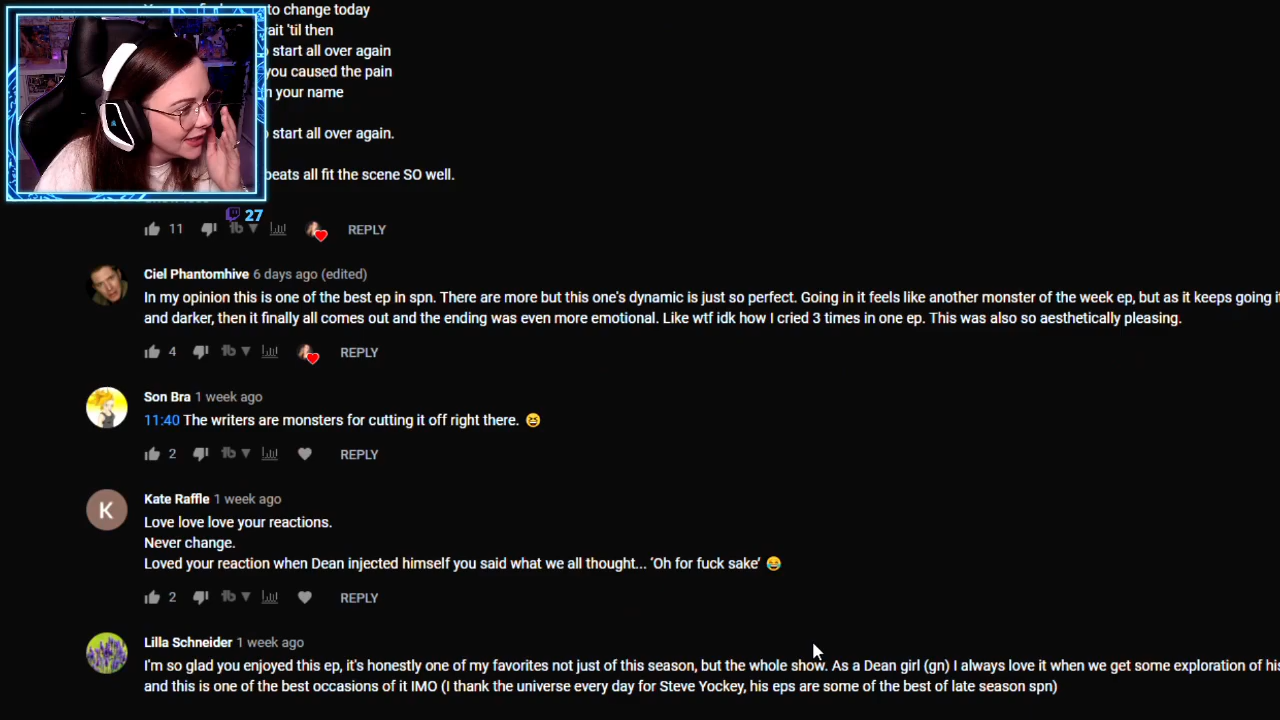 to change today
ait 'til then
start all over again
you caused the pain
n your name
start all over again.
beats all fit the scene SO well.
27
11 REPLY
Ciel Phantomhive 6 days ago (edited)
In my opinion this is one of the best ep in spn. There are more but this one's dynamic is just so perfect. Going in it feels like another monster of the week ep, but as it keeps going it
and darker, then it finally all comes out and the ending was even more emotional. Like wtf idk how I cried 3 times in one ep. This was also so aesthetically pleasing.
4 REPLY
Son Bra 1 week ago
11:40 The writers are monsters for cutting it off right there. 😆
2 REPLY
K
Kate Raffle 1 week ago
Love love love your reactions.
Never change.
Loved your reaction when Dean injected himself you said what we all thought... 'Oh for fuck sake' 😂
2 REPLY
Lilla Schneider 1 week ago
I'm so glad you enjoyed this ep, it's honestly one of my favorites not just of this season, but the whole show. As a Dean girl (gn) I always love it when we get some exploration of his
and this is one of the best occasions of it IMO (I thank the universe every day for Steve Yockey, his eps are some of the best of late season spn)